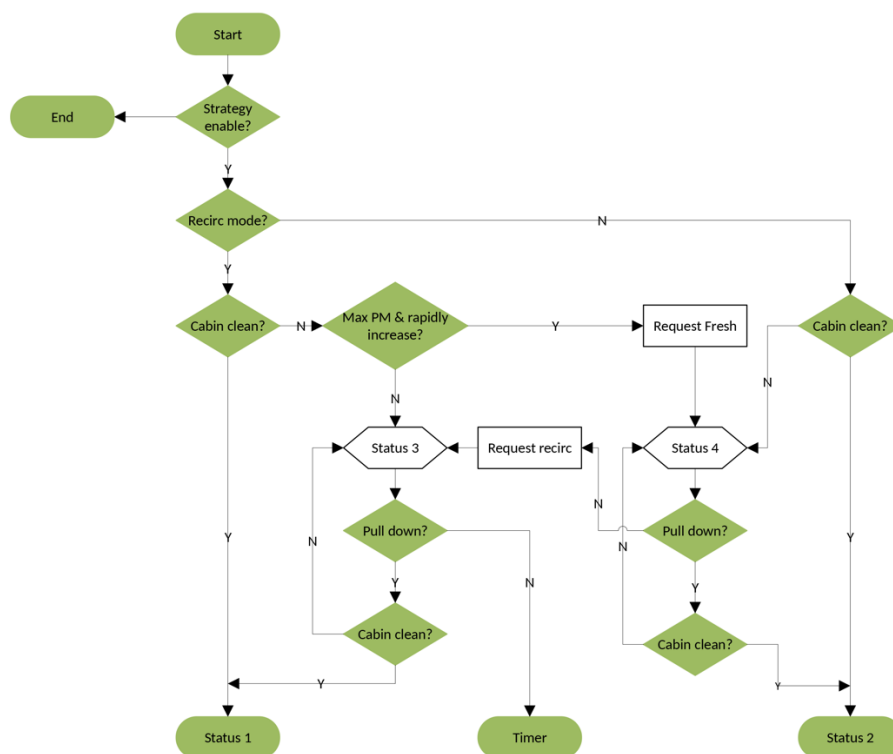 Start
Strategy
enable?
End
Y
Recirc mode?
N
Y
Cabin clean?
N
Max PM & rapidly
increase?
Y
Request Fresh
Cabin clean?
N
N
Status 3
Request recirc
Status 4
N
Pull down?
Pull down?
Y
N
N
Y
N
Y
Y
Cabin clean?
Cabin clean?
Y
Y
Status 1
Timer
Status 2